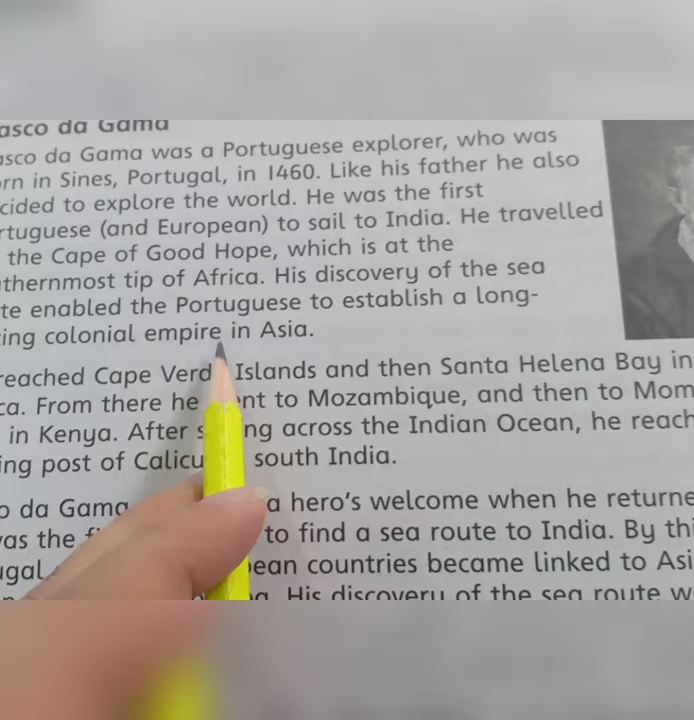 asco da Gama
asco da Gama was a Portuguese explorer, who was
rn in Sines, Portugal, in 1460. Like his father he also
cided to explore the world. He was the first
rtuguese (and European) to sail to India. He travelled
the Cape of Good Hope, which is at the
thernmost tip of Africa. His discovery of the sea
te enabled the Portuguese to establish a long-
ing colonial empire in Asia.
reached Cape Verd Islands and then Santa Helena Bay in
ca. From there he nt to Mozambique, and then to Mom
in Kenya. After s ng across the Indian Ocean, he reach
ing post of Calicu south India.
o da Gama a hero's welcome when he returne
as the fi to find a sea route to India. By thi
ugal ean countries became linked to Asi
a. His discovery of the sea route w